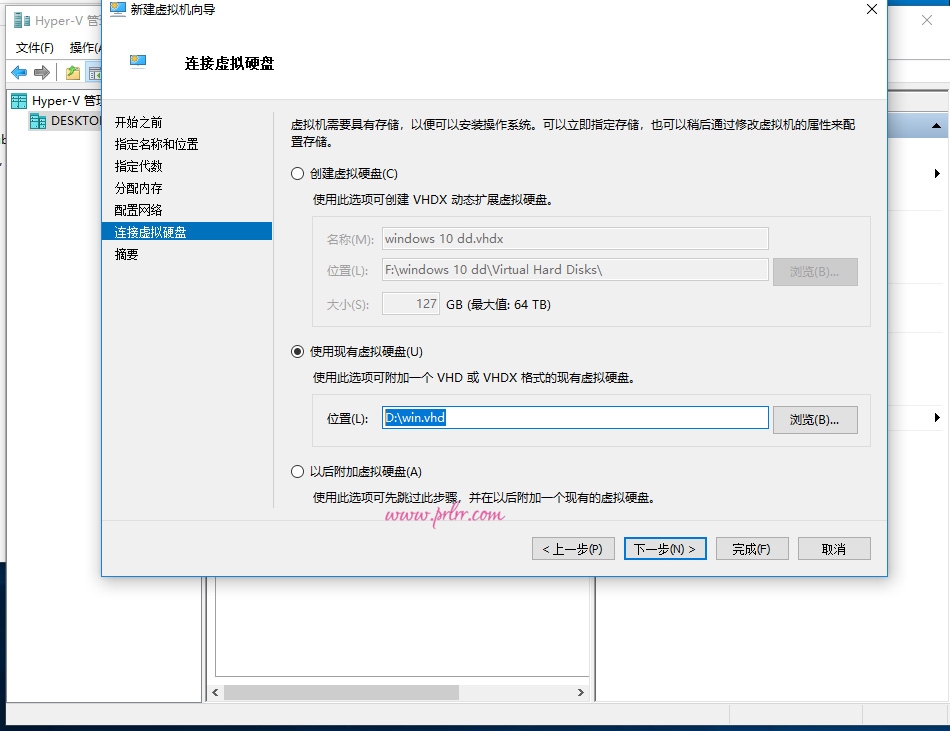 新建虚拟机向导
Hyper-V 管
文件(F) 操作(A
连接虚拟硬盘
Hyper-V 管理
DESKTO
开始之前
指定名称和位置
指定代数
分配内存
配置网络
连接虚拟硬盘
摘要
虚拟机需要具有存储，以便可以安装操作系统。可以立即指定存储，也可以稍后通过修改虚拟机的属性来配
置存储。
创建虚拟硬盘(C)
使用此选项可创建 VHDX 动态扩展虚拟硬盘。
名称(M): windows 10 dd.vhdx
位置(L): F:\windows 10 dd\Virtual Hard Disks\ 浏览(B)...
大小(S): 127 GB (最大值: 64 TB)
使用现有虚拟硬盘(U)
使用此选项可附加一个 VHD 或 VHDX 格式的现有虚拟硬盘。
位置(L): D:\win.vhd 浏览(B)...
以后附加虚拟硬盘(A)
使用此选项可先跳过此步骤，并在以后附加一个现有的虚拟硬盘。
www.prlrr.com
< 上一步(P) 下一步(N) > 完成(F) 取消